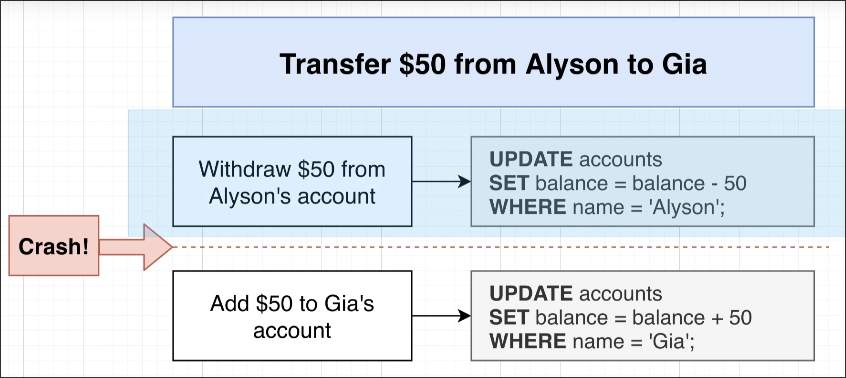 Transfer $50 from Alyson to Gia
Withdraw $50 from
Alyson's account
UPDATE accounts
SET balance = balance - 50
WHERE name = 'Alyson';
Crash!
Add $50 to Gia's
account
UPDATE accounts
SET balance = balance + 50
WHERE name = 'Gia';